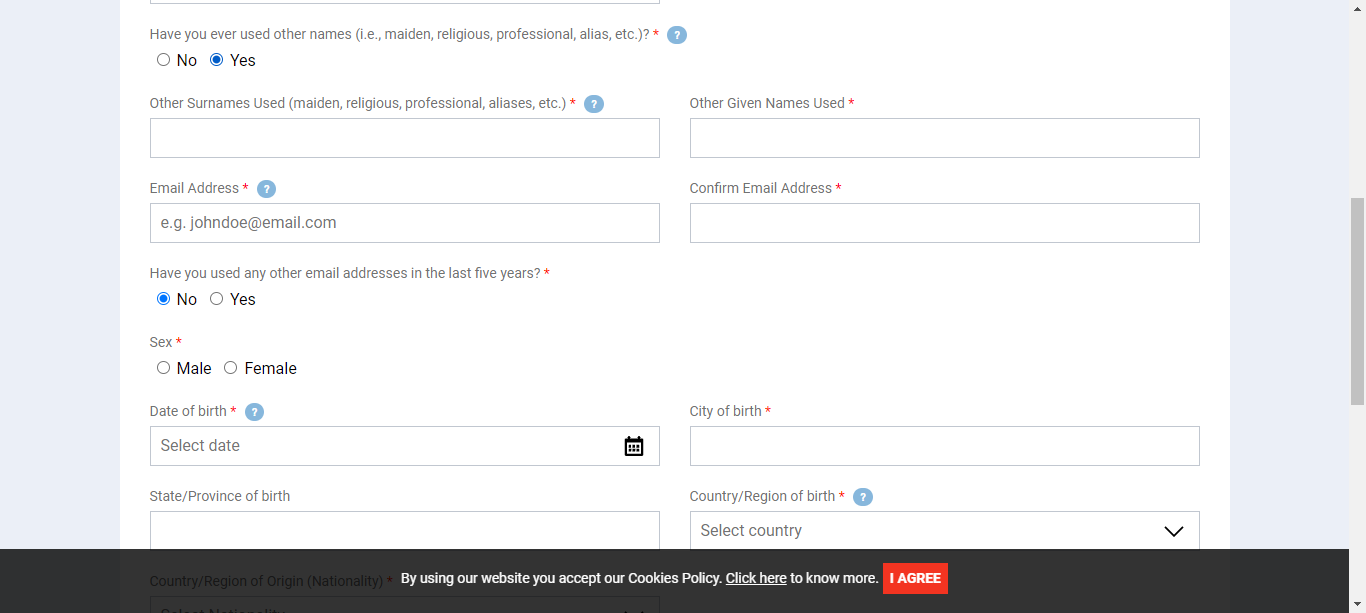 Have you ever used other names (i.e., maiden, religious, professional, alias, etc.)? * ?
No Yes
Other Surnames Used (maiden, religious, professional, aliases, etc.) * ? Other Given Names Used *
Email Address * ? Confirm Email Address *
e.g. johndoe@email.com
Have you used any other email addresses in the last five years? *
No Yes
Sex *
Male Female
Date of birth * ? City of birth *
Select date
State/Province of birth Country/Region of birth * ?
Select country
Country/Region of Origin (Nationality) *
By using our website you accept our Cookies Policy. Click here to know more. I AGREE
Select Nationality